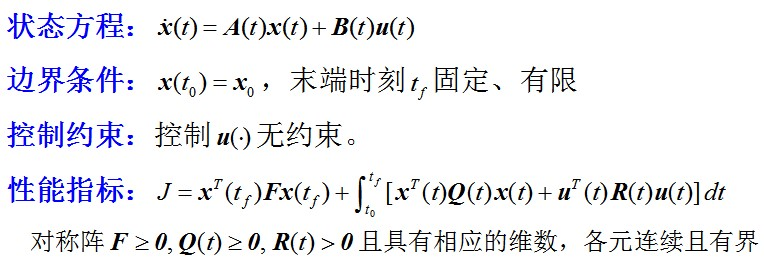 状态方程：ẋ(t) = A(t)x(t) + B(t)u(t)
边界条件：x(t₀) = x₀，末端时刻 t_f 固定、有限
控制约束：控制 u(·) 无约束。
性能指标：J = xᵀ(t_f)Fx(t_f) + ∫_{t₀}^{t_f} [xᵀ(t)Q(t)x(t) + uᵀ(t)R(t)u(t)] dt
对称阵 F ≥ 0, Q(t) ≥ 0, R(t) > 0 且具有相应的维数，各元连续且有界